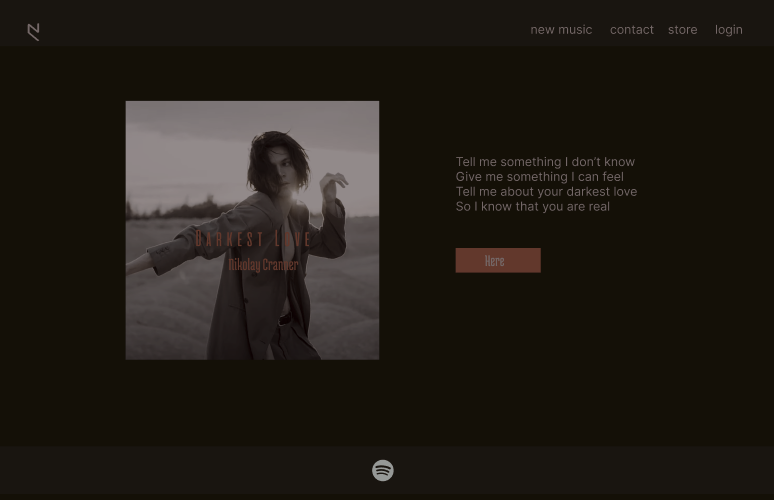 new music contact store login
Tell me something I don't know
Give me something I can feel
Tell me about your darkest love
So I know that you are real
Darkest Love
Nikolay Cranner
Here